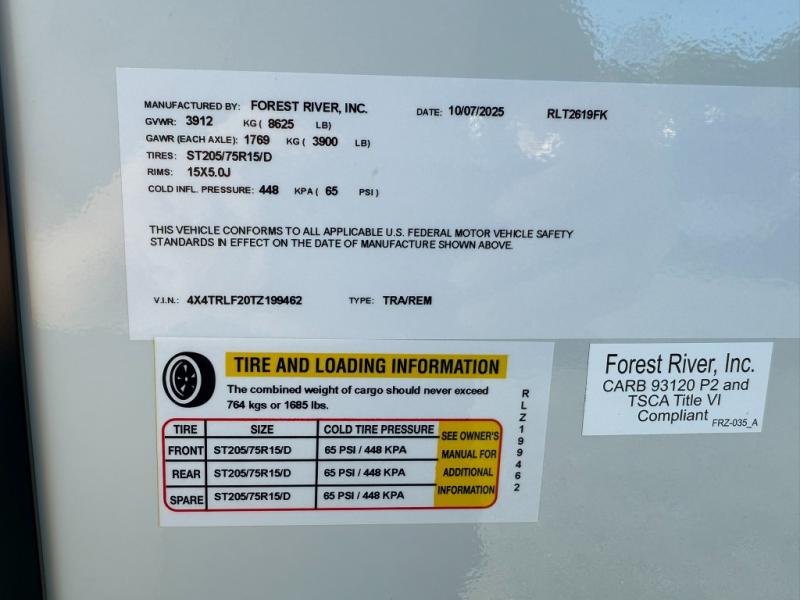 MANUFACTURED BY: FOREST RIVER, INC. DATE: 10/07/2025 RLT2619FK
GVWR: 3912 KG ( 8625 LB)
GAWR (EACH AXLE): 1769 KG ( 3900 LB)
TIRES: ST205/75R15/D
RIMS: 15X5.0J
COLD INFL. PRESSURE: 448 KPA ( 65 PSI)
THIS VEHICLE CONFORMS TO ALL APPLICABLE U.S. FEDERAL MOTOR VEHICLE SAFETY
STANDARDS IN EFFECT ON THE DATE OF MANUFACTURE SHOWN ABOVE.
V.I.N.: 4X4TRLF20TZ199462 TYPE: TRA/REM
TIRE AND LOADING INFORMATION
The combined weight of cargo should never exceed
764 kgs or 1685 lbs.
TIRE SIZE COLD TIRE PRESSURE
FRONT ST205/75R15/D 65 PSI / 448 KPA
REAR ST205/75R15/D 65 PSI / 448 KPA
SPARE ST205/75R15/D 65 PSI / 448 KPA
SEE OWNER'S
MANUAL FOR
ADDITIONAL
INFORMATION
RLZ199462
Forest River, Inc.
CARB 93120 P2 and
TSCA Title VI
Compliant FRZ-035_A